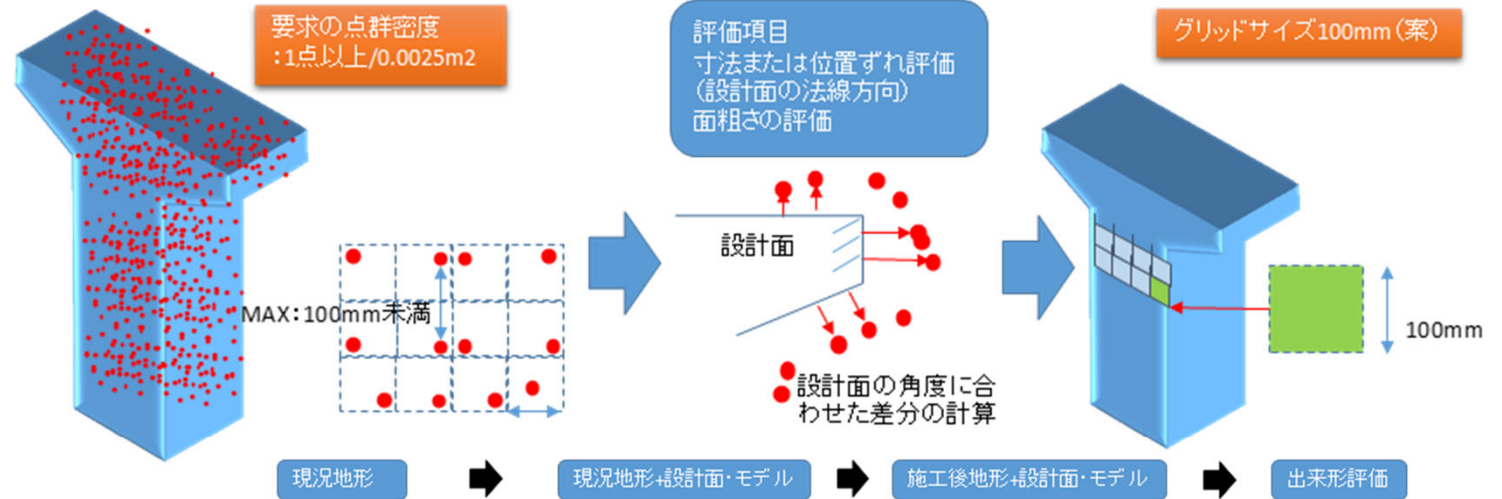 要求の点群密度
:1点以上/0.0025m2
評価項目
寸法または位置ずれ評価
(設計面の法線方向)
面粗さの評価
グリッドサイズ100mm(案)
MAX:100mm未満
設計面
設計面の角度に合
わせた差分の計算
100mm
現況地形
現況地形+設計面・モデル
施工後地形+設計面・モデル
出来形評価